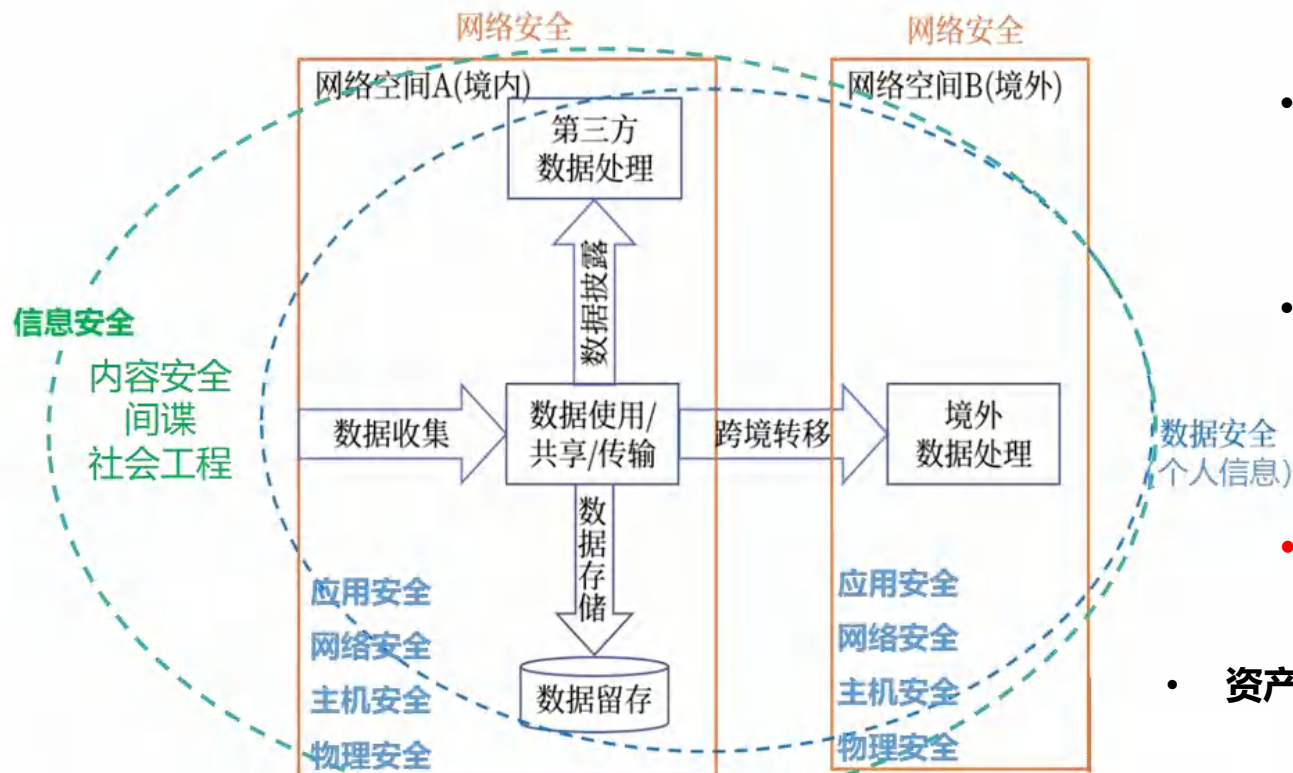 网络安全
网络安全
网络空间A(境内)
网络空间B(境外)
第三方
数据处理
数据披露
信息安全
内容安全
间谍
社会工程
数据收集
数据使用/
共享/传输
跨境转移
境外
数据处理
数据安全
(个人信息)
数据存储
应用安全
网络安全
主机安全
物理安全
数据留存
应用安全
网络安全
主机安全
物理安全
• 资产